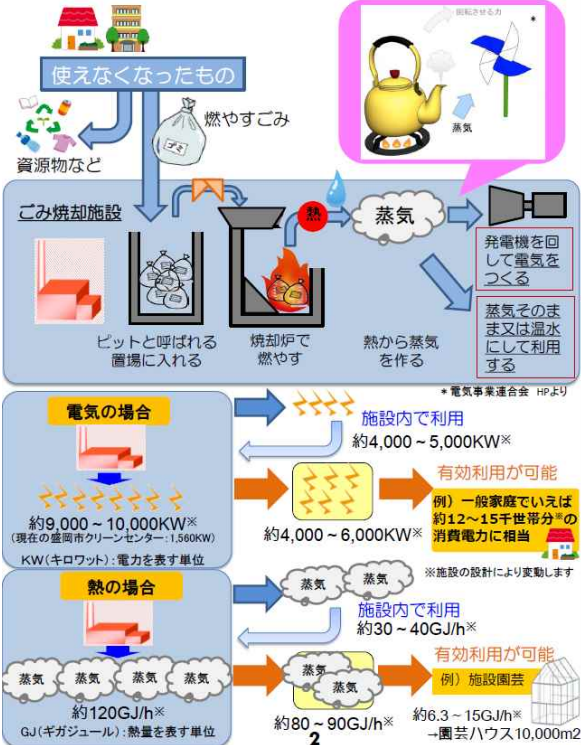 使えなくなったもの
燃やすごみ
ゴミ
資源物など
回転させる力
*
蒸気
ごみ焼却施設
熱
蒸気
発電機を回
して電気を
つくる
蒸気そのま
ま又は温水
にして利用
する
ピットと呼ばれる
置場に入れる
焼却炉で
燃やす
熱から蒸気
を作る
*電気事業連合会 HPより
電気の場合
施設内で利用
約4,000~5,000KW※
約9,000~10,000KW※
(現在の盛岡市クリーンセンター:1,560KW)
KW(キロワット):電力を表す単位
約4,000~6,000KW※
有効利用が可能
例)一般家庭でいえば
約12~15千世帯分※の
消費電力に相当
※施設の設計により変動します
熱の場合
蒸気
蒸気
施設内で利用
約30~40GJ/h※
蒸気
蒸気
蒸気
蒸気
約120GJ/h※
GJ(ギガジュール):熱量を表す単位
蒸気
蒸気
約80~90GJ/h※
有効利用が可能
例)施設園芸
約6.3~15GJ/h※
→園芸ハウス10,000m2
2